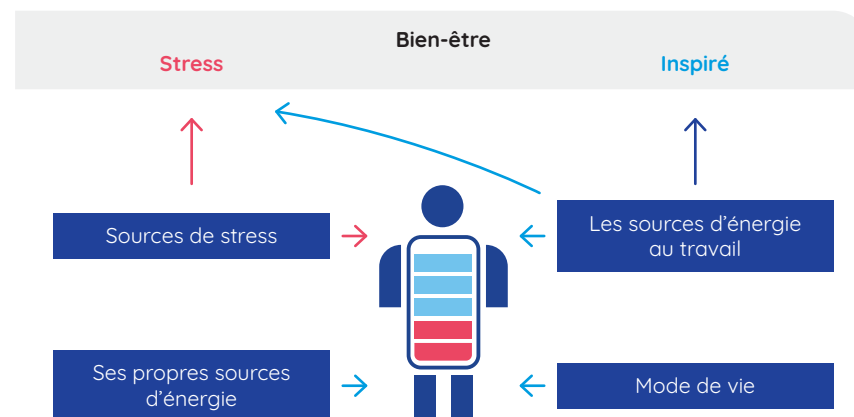 Bien-être
Stress
Inspiré
Sources de stress
Les sources d’énergie
au travail
Ses propres sources
d’énergie
Mode de vie